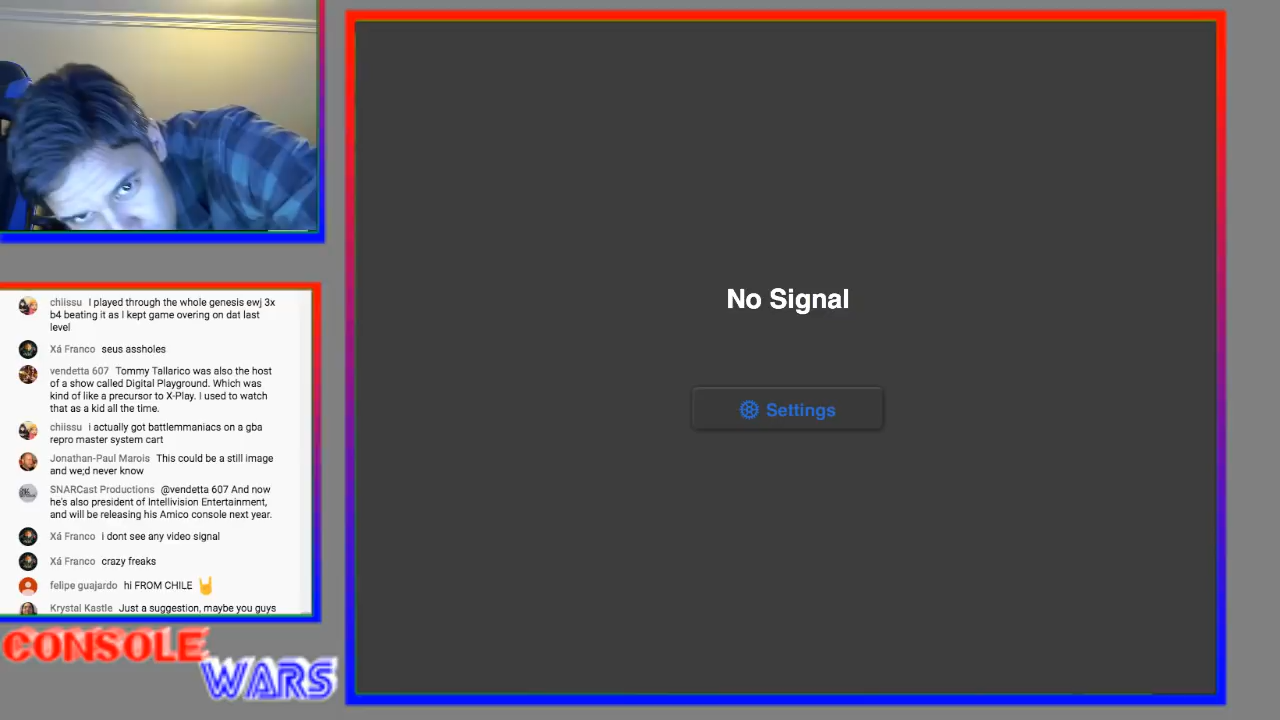 chiissu I played through the whole genesis ewj 3x
b4 beating it as I kept game overing on dat last
level
Xá Franco seus assholes
vendetta 607 Tommy Tallarico was also the host
of a show called Digital Playground. Which was
kind of like a precursor to X-Play. I used to watch
that as a kid all the time.
chiissu i actually got battlemmaniacs on a gba
repro master system cart
Jonathan-Paul Marois This could be a still image
and we;d never know
SNARCast Productions @vendetta 607 And now
he's also president of Intellivision Entertainment,
and will be releasing his Amico console next year.
Xá Franco i dont see any video signal
Xá Franco crazy freaks
felipe guajardo hi FROM CHILE 🤘
Krystal Kastle Just a suggestion, maybe you guys
CONSOLE
WARS
No Signal
Settings